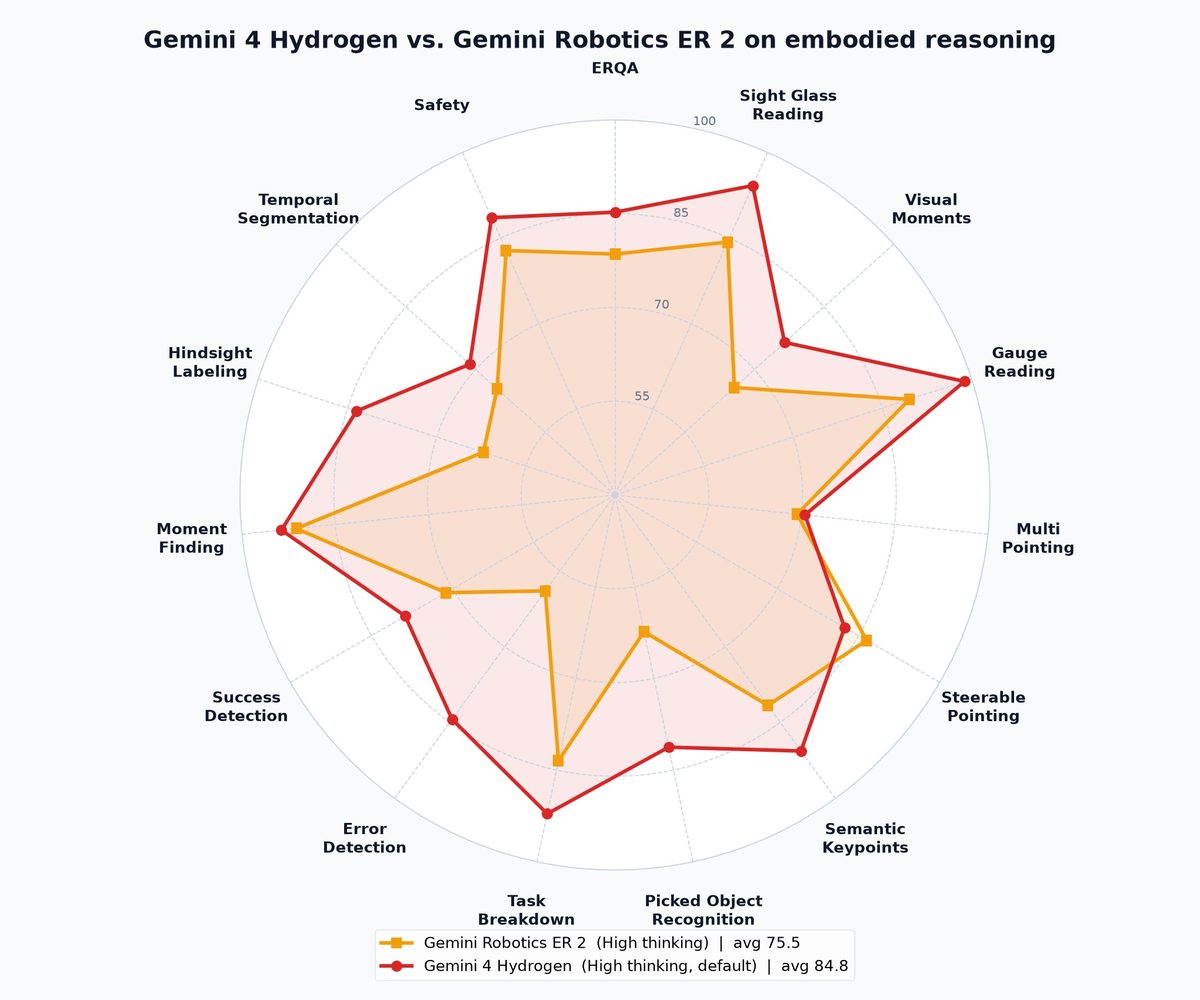 Gemini 4 Hydrogen vs. Gemini Robotics ER 2 on embodied reasoning
ERQA
Sight Glass
Reading
Safety
100
Visual
Moments
Temporal
Segmentation
85
70
Gauge
Reading
Hindsight
Labeling
55
Multi
Pointing
Moment
Finding
Steerable
Pointing
Success
Detection
Semantic
Keypoints
Error
Detection
Task
Breakdown
Picked Object
Recognition
Gemini Robotics ER 2 (High thinking) | avg 75.5
Gemini 4 Hydrogen (High thinking, default) | avg 84.8